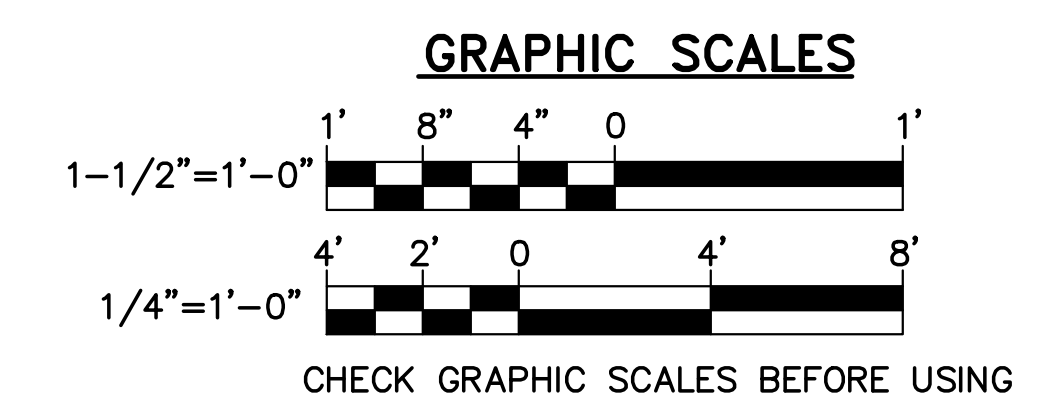 GRAPHIC SCALES
1' 8" 4" 0 1'
1-1/2"=1'-0"
4' 2' 0 4' 8'
1/4"=1'-0"
CHECK GRAPHIC SCALES BEFORE USING